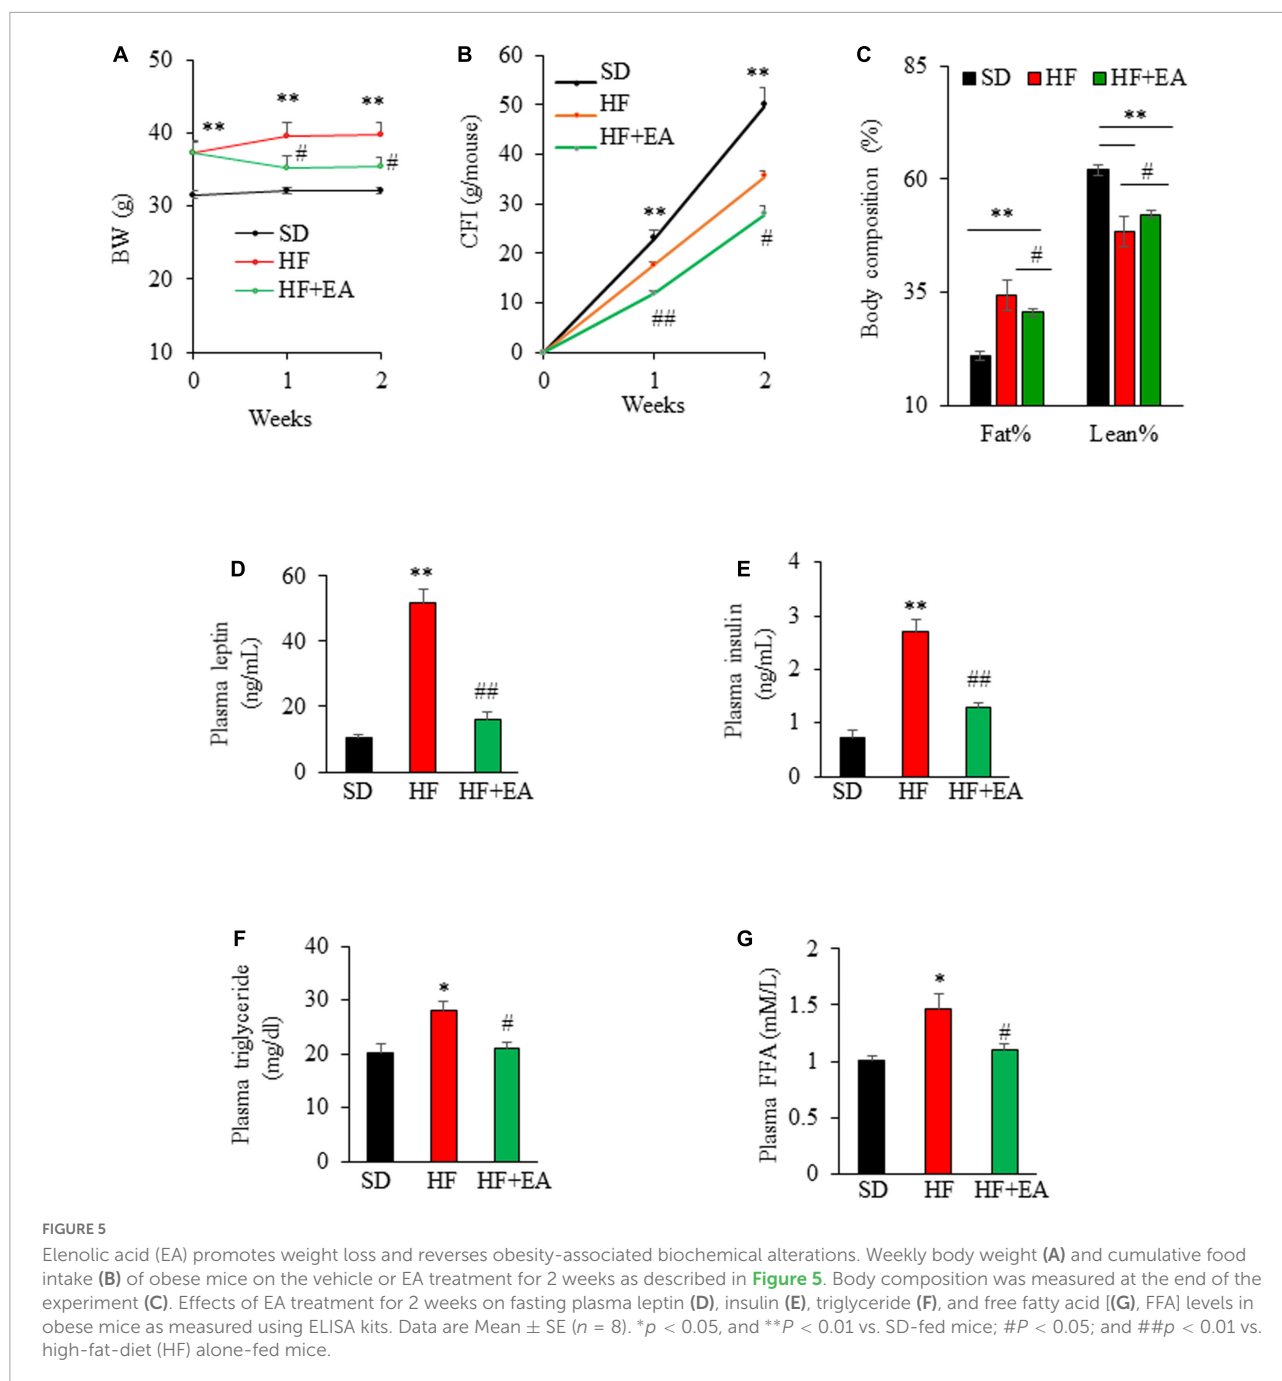 A
BW (g)
50
40
30
20
10
**
**
**
#
#
SD
HF
HF+EA
0
1
2
Weeks
B
CFI (g/mouse)
60
50
40
30
20
10
0
SD
HF
HF+EA
**
**
##
#
0
1
2
Weeks
C
Body composition (%)
85
60
35
10
SD HF HF+EA
**
#
**
#
Fat% Lean%
D
Plasma leptin
(ng/mL)
60
40
20
0
**
##
SD HF HF+EA
E
Plasma insulin
(ng/mL)
4
3
2
1
0
**
##
SD HF HF+EA
F
Plasma triglyceride
(mg/dl)
40
30
20
10
0
*
#
SD HF HF+EA
G
Plasma FFA (mM/L)
2
1.5
1
0.5
0
*
#
SD HF HF+EA
FIGURE 5
Elenolic acid (EA) promotes weight loss and reverses obesity-associated biochemical alterations. Weekly body weight (A) and cumulative food
intake (B) of obese mice on the vehicle or EA treatment for 2 weeks as described in Figure 5. Body composition was measured at the end of the
experiment (C). Effects of EA treatment for 2 weeks on fasting plasma leptin (D), insulin (E), triglyceride (F), and free fatty acid [(G), FFA] levels in
obese mice as measured using ELISA kits. Data are Mean ± SE (n = 8). *p < 0.05, and **P < 0.01 vs. SD-fed mice; #P < 0.05; and ##p < 0.01 vs.
high-fat-diet (HF) alone-fed mice.